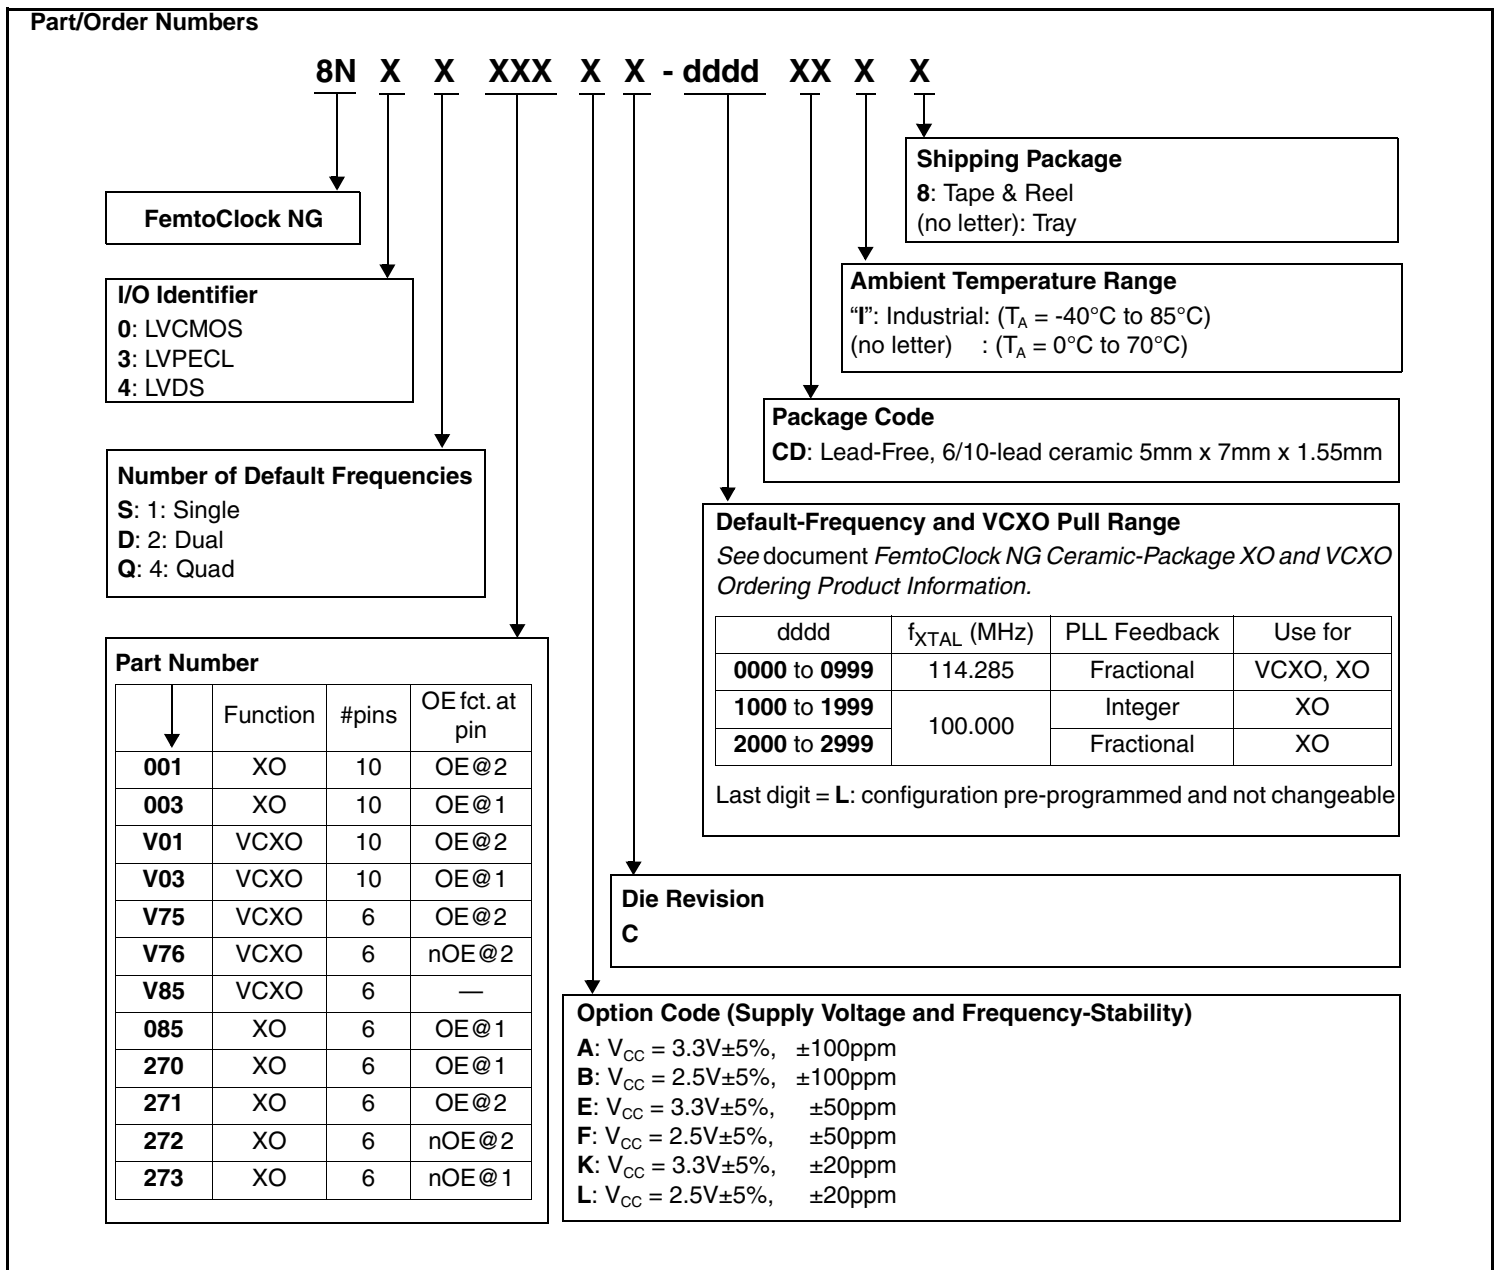 Part/Order Numbers
8N X X XXX X X - dddd XX X X
Shipping Package
8: Tape & Reel
(no letter): Tray
FemtoClock NG
Ambient Temperature Range
“I”: Industrial: (TA = -40°C to 85°C)
(no letter) : (TA = 0°C to 70°C)
I/O Identifier
0: LVCMOS
3: LVPECL
4: LVDS
Package Code
CD: Lead-Free, 6/10-lead ceramic 5mm x 7mm x 1.55mm
Number of Default Frequencies
S: 1: Single
D: 2: Dual
Q: 4: Quad
Default-Frequency and VCXO Pull Range
See document FemtoClock NG Ceramic-Package XO and VCXO
Ordering Product Information.
dddd fXTAL (MHz) PLL Feedback Use for
0000 to 0999 114.285 Fractional VCXO, XO
1000 to 1999 100.000 Integer XO
2000 to 2999 Fractional XO
Last digit = L: configuration pre-programmed and not changeable
Part Number
Function #pins OE fct. at
pin
001 XO 10 OE@2
003 XO 10 OE@1
V01 VCXO 10 OE@2
V03 VCXO 10 OE@1
V75 VCXO 6 OE@2
V76 VCXO 6 nOE@2
V85 VCXO 6 —
085 XO 6 OE@1
270 XO 6 OE@1
271 XO 6 OE@2
272 XO 6 nOE@2
273 XO 6 nOE@1
Die Revision
C
Option Code (Supply Voltage and Frequency-Stability)
A: VCC = 3.3V±5%, ±100ppm
B: VCC = 2.5V±5%, ±100ppm
E: VCC = 3.3V±5%, ±50ppm
F: VCC = 2.5V±5%, ±50ppm
K: VCC = 3.3V±5%, ±20ppm
L: VCC = 2.5V±5%, ±20ppm